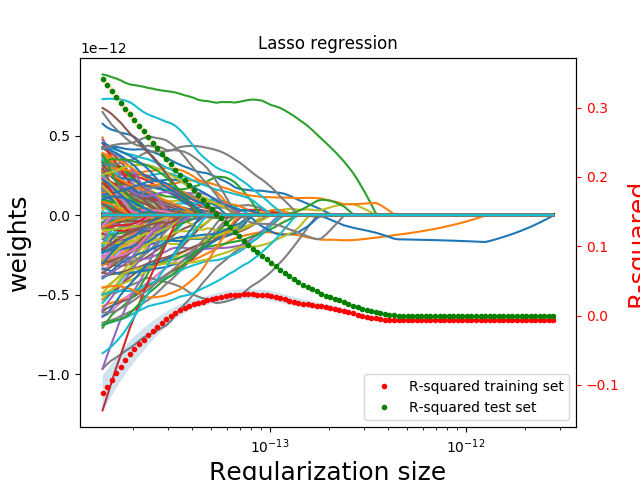 Lasso regression
1e−12
0.5
0.0
−0.5
−1.0
weights
0.3
0.2
0.1
0.0
−0.1
R-squared
R-squared training set
R-squared test set
10−13
10−12
Regularization size